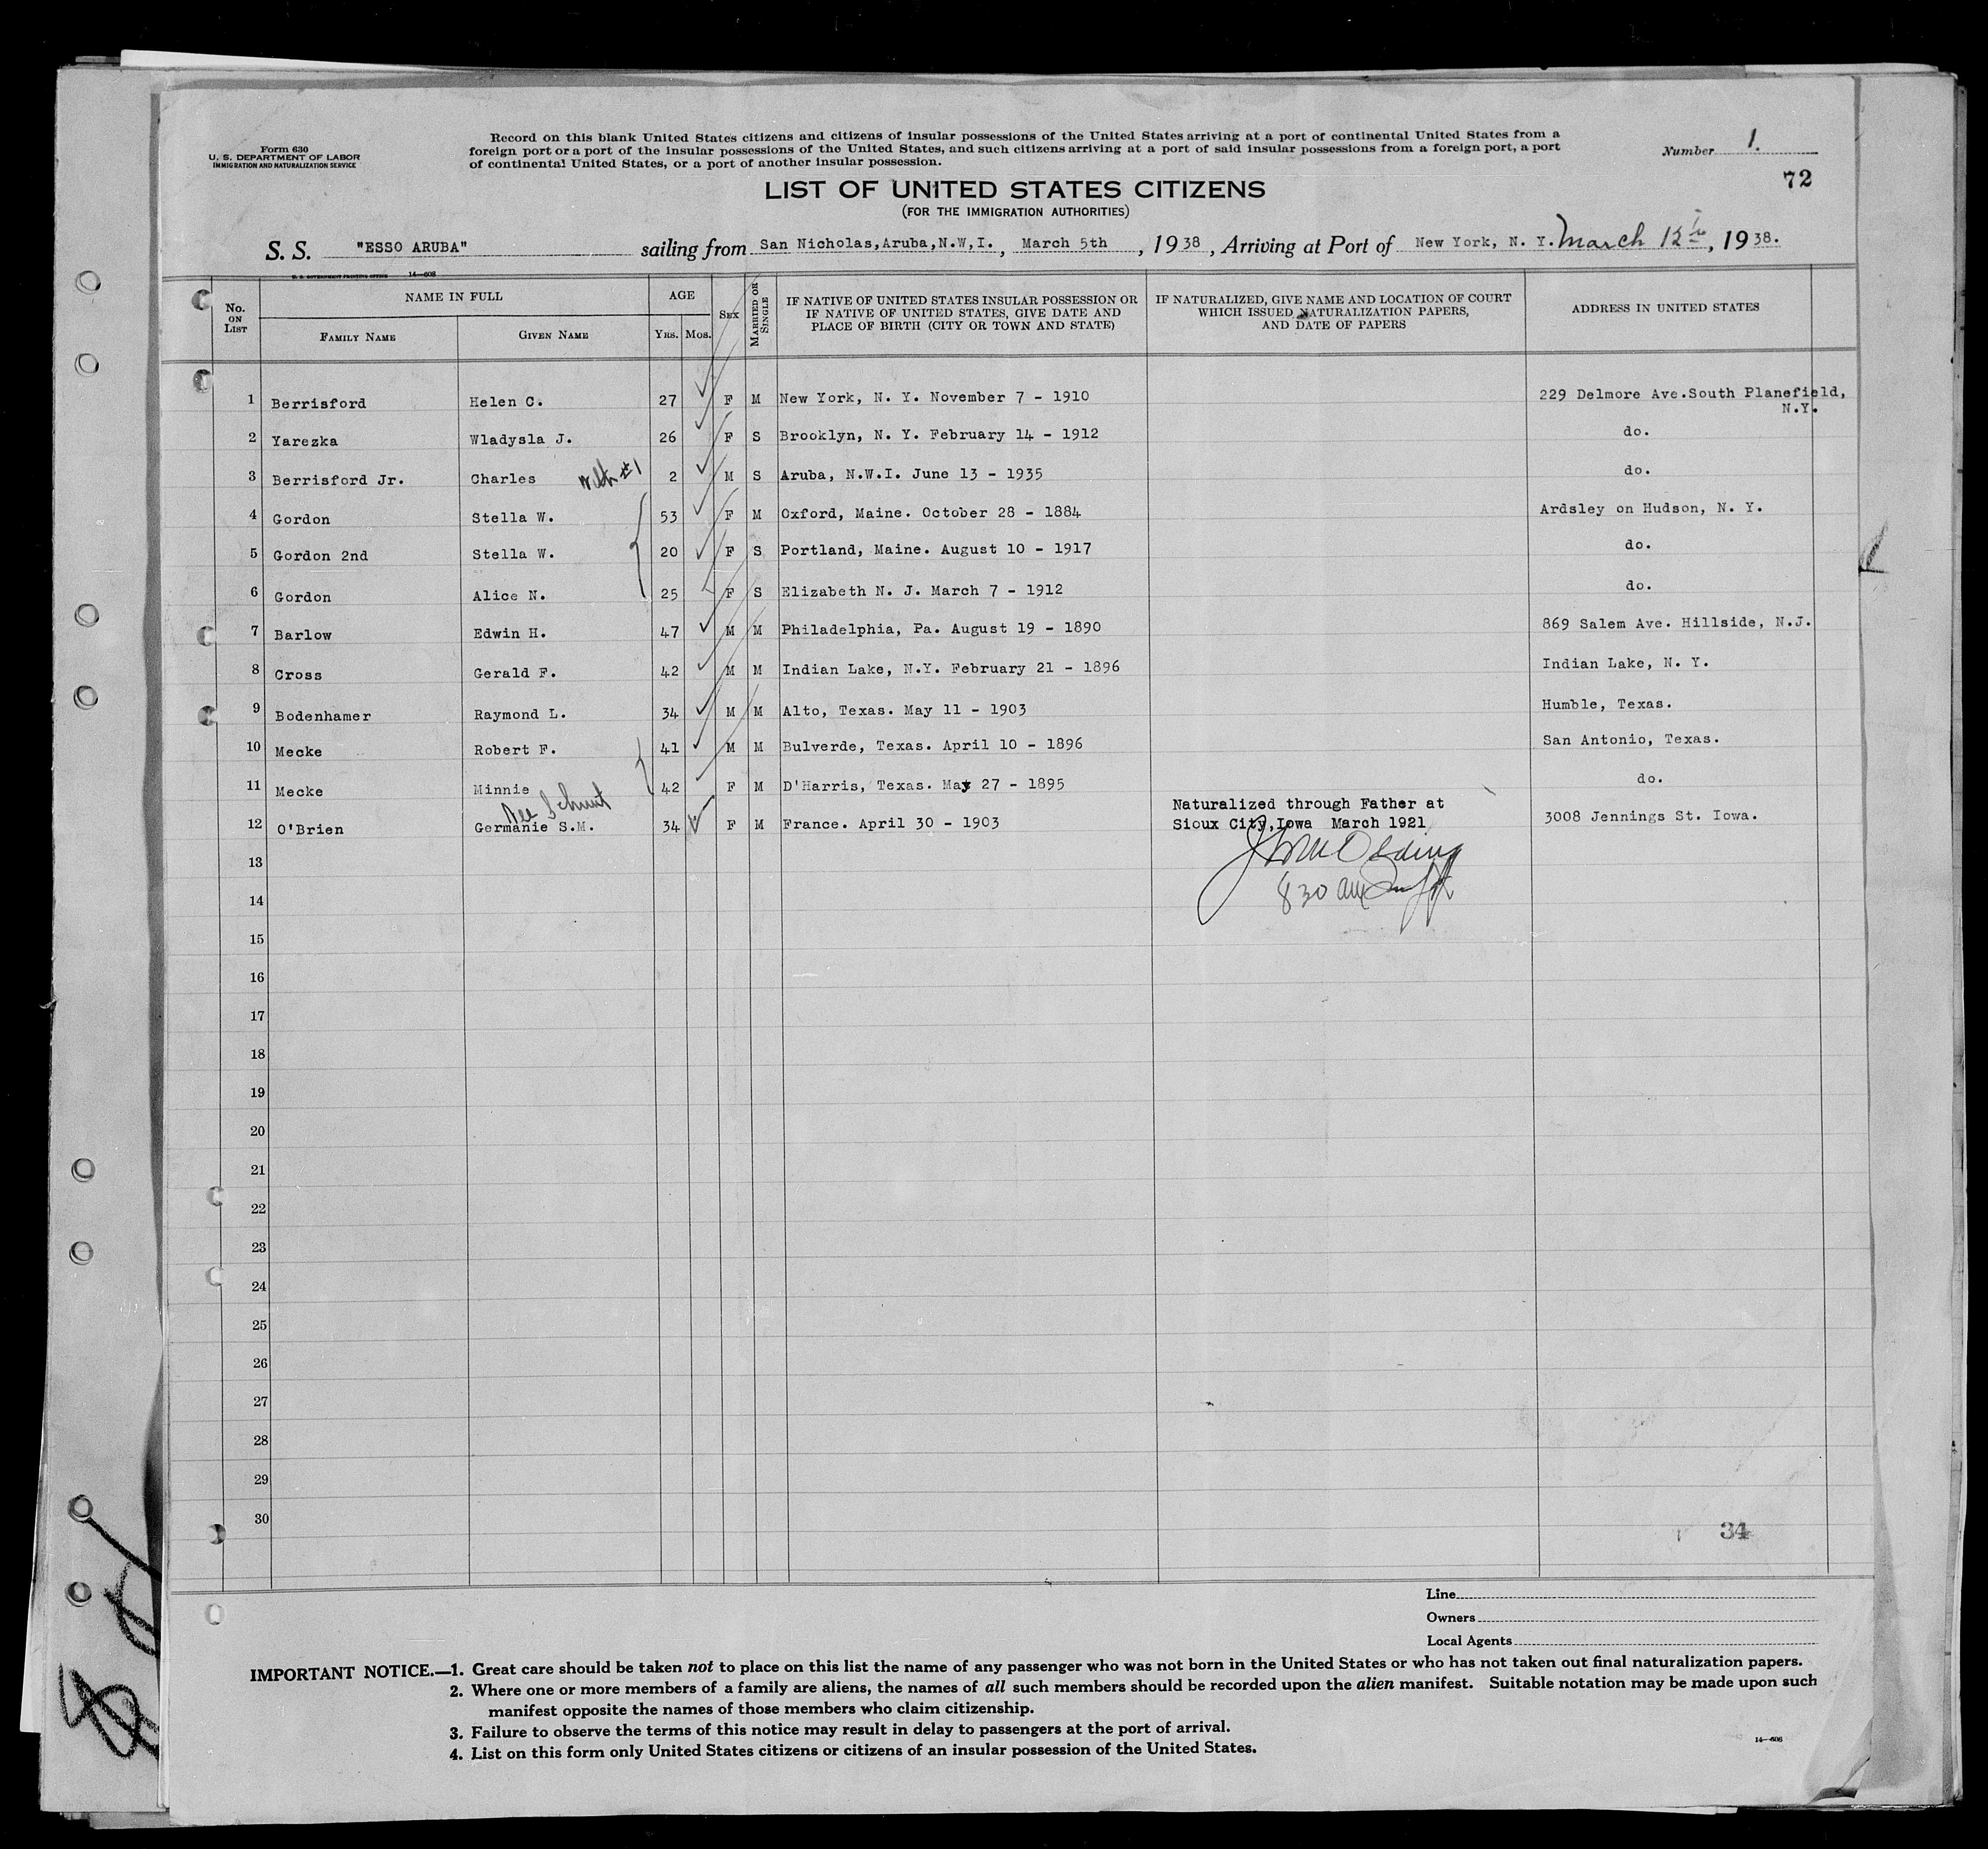 Form 630
U. S. DEPARTMENT OF LABOR
IMMIGRATION AND NATURALIZATION SERVICE
Record on this blank United States citizens and citizens of insular possessions of the United States arriving at a port of continental United States from a
foreign port or a port of the insular possessions of the United States, and such citizens arriving at a port of said insular possessions from a foreign port, a port
of continental United States, or a port of another insular possession.
Number 1.
72
LIST OF UNITED STATES CITIZENS
(FOR THE IMMIGRATION AUTHORITIES)
S. S. "ESSO ARUBA" sailing from San Nicholas,Aruba,N.W,I. , March 5th , 1938 , Arriving at Port of New York, N. Y. March 12th, 1938.
U. S. GOVERNMENT PRINTING OFFICE 14—608
No. ON LIST
NAME IN FULL
FAMILY NAME GIVEN NAME
AGE
YRS. MOS.
SEX
MARRIED OR SINGLE
IF NATIVE OF UNITED STATES INSULAR POSSESSION OR
IF NATIVE OF UNITED STATES, GIVE DATE AND
PLACE OF BIRTH (CITY OR TOWN AND STATE)
IF NATURALIZED, GIVE NAME AND LOCATION OF COURT
WHICH ISSUED NATURALIZATION PAPERS,
AND DATE OF PAPERS
ADDRESS IN UNITED STATES
1 Berrisford Helen C. 27 F M New York, N. Y. November 7 - 1910 229 Delmore Ave.South Planefield,
N.Y.
2 Yarezka Wladysla J. 26 F S Brooklyn, N. Y. February 14 - 1912 do.
3 Berrisford Jr. Charles with #1 2 M S Aruba, N.W.I. June 13 - 1935 do.
4 Gordon Stella W. 53 F M Oxford, Maine. October 28 - 1884 Ardsley on Hudson, N. Y.
5 Gordon 2nd Stella W. 20 F S Portland, Maine. August 10 - 1917 do.
6 Gordon Alice N. 25 F S Elizabeth N. J. March 7 - 1912 do.
7 Barlow Edwin H. 47 M M Philadelphia, Pa. August 19 - 1890 869 Salem Ave. Hillside, N.J.
8 Cross Gerald F. 42 M M Indian Lake, N.Y. February 21 - 1896 Indian Lake, N. Y.
9 Bodenhamer Raymond L. 34 M M Alto, Texas. May 11 - 1903 Humble, Texas.
10 Mecke Robert F. 41 M M Bulverde, Texas. April 10 - 1896 San Antonio, Texas.
11 Mecke Minnie 42 F M D'Harris, Texas. May 27 - 1895 do.
Nee
Naturalized through Father at
12 O'Brien Germanie S.M. 34 F M France. April 30 - 1903 Sioux City,Iowa March 1921 3008 Jennings St. Iowa.
13
830 am
14
15
16
17
18
19
20
21
22
23
24
25
26
27
28
29
30
34
Line
Owners
Local Agents
IMPORTANT NOTICE.—1. Great care should be taken not to place on this list the name of any passenger who was not born in the United States or who has not taken out final naturalization papers.
2. Where one or more members of a family are aliens, the names of all such members should be recorded upon the alien manifest. Suitable notation may be made upon such
manifest opposite the names of those members who claim citizenship.
3. Failure to observe the terms of this notice may result in delay to passengers at the port of arrival.
4. List on this form only United States citizens or citizens of an insular possession of the United States.
14—608